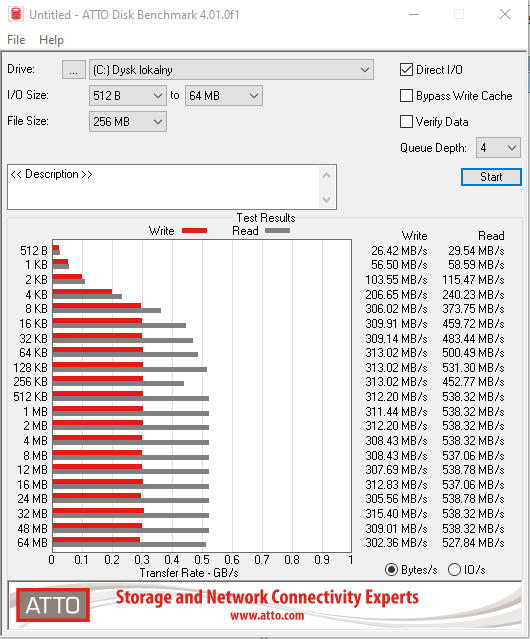 Untitled - ATTO Disk Benchmark 4.01.0f1
File Help
Drive: ... (C:) Dysk lokalny
I/O Size: 512 B to 64 MB
File Size: 256 MB
Direct I/O
Bypass Write Cache
Verify Data
Queue Depth: 4
<< Description >>
Start
Test Results
Write Read Write Read
512 B 26.42 MB/s 29.54 MB/s
1 KB 56.50 MB/s 58.59 MB/s
2 KB 103.55 MB/s 115.47 MB/s
4 KB 206.65 MB/s 240.23 MB/s
8 KB 306.02 MB/s 373.75 MB/s
16 KB 309.91 MB/s 459.72 MB/s
32 KB 309.14 MB/s 483.44 MB/s
64 KB 313.02 MB/s 500.49 MB/s
128 KB 313.02 MB/s 531.30 MB/s
256 KB 313.02 MB/s 452.77 MB/s
512 KB 312.20 MB/s 538.32 MB/s
1 MB 311.44 MB/s 538.32 MB/s
2 MB 312.20 MB/s 538.32 MB/s
4 MB 308.43 MB/s 538.32 MB/s
8 MB 308.43 MB/s 537.06 MB/s
12 MB 307.69 MB/s 538.78 MB/s
16 MB 312.83 MB/s 537.06 MB/s
24 MB 305.56 MB/s 538.78 MB/s
32 MB 315.40 MB/s 538.32 MB/s
48 MB 309.01 MB/s 538.32 MB/s
64 MB 302.36 MB/s 527.84 MB/s
0 0.1 0.2 0.3 0.4 0.5 0.6 0.7 0.8 0.9 1
Transfer Rate - GB/s
Bytes/s IO/s
ATTO
Storage and Network Connectivity Experts
www.atto.com